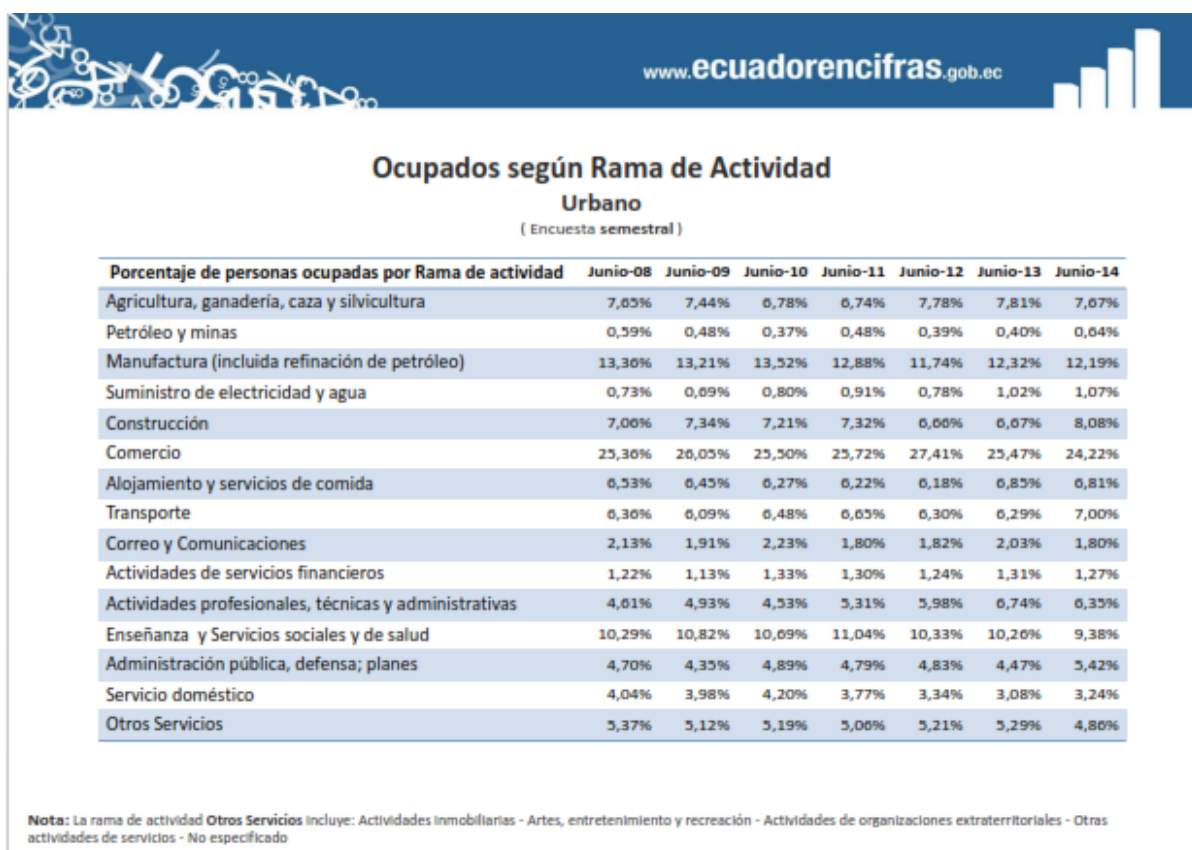 www.ecuadorencifras.gob.ec
Ocupados según Rama de Actividad
Urbano
( Encuesta semestral )
Porcentaje de personas ocupadas por Rama de actividad Junio-08 Junio-09 Junio-10 Junio-11 Junio-12 Junio-13 Junio-14
Agricultura, ganadería, caza y silvicultura 7,65% 7,44% 6,78% 6,74% 7,78% 7,81% 7,67%
Petróleo y minas 0,59% 0,48% 0,37% 0,48% 0,39% 0,40% 0,64%
Manufactura (incluida refinación de petróleo) 13,36% 13,21% 13,52% 12,88% 11,74% 12,32% 12,19%
Suministro de electricidad y agua 0,73% 0,69% 0,80% 0,91% 0,78% 1,02% 1,07%
Construcción 7,06% 7,34% 7,21% 7,32% 6,66% 6,67% 8,08%
Comercio 25,36% 26,05% 25,50% 25,72% 27,41% 25,47% 24,22%
Alojamiento y servicios de comida 6,53% 6,45% 6,27% 6,22% 6,18% 6,85% 6,81%
Transporte 6,36% 6,09% 6,48% 6,65% 6,30% 6,29% 7,00%
Correo y Comunicaciones 2,13% 1,91% 2,23% 1,80% 1,82% 2,03% 1,80%
Actividades de servicios financieros 1,22% 1,13% 1,33% 1,30% 1,24% 1,31% 1,27%
Actividades profesionales, técnicas y administrativas 4,61% 4,93% 4,53% 5,31% 5,98% 6,74% 6,35%
Enseñanza y Servicios sociales y de salud 10,29% 10,82% 10,69% 11,04% 10,33% 10,26% 9,38%
Administración pública, defensa; planes 4,70% 4,35% 4,89% 4,79% 4,83% 4,47% 5,42%
Servicio doméstico 4,04% 3,98% 4,20% 3,77% 3,34% 3,08% 3,24%
Otros Servicios 5,37% 5,12% 5,19% 5,06% 5,21% 5,29% 4,86%
Nota: La rama de actividad Otros Servicios incluye: Actividades inmobiliarias - Artes, entretenimiento y recreación - Actividades de organizaciones extraterritoriales - Otras
actividades de servicios - No especificado